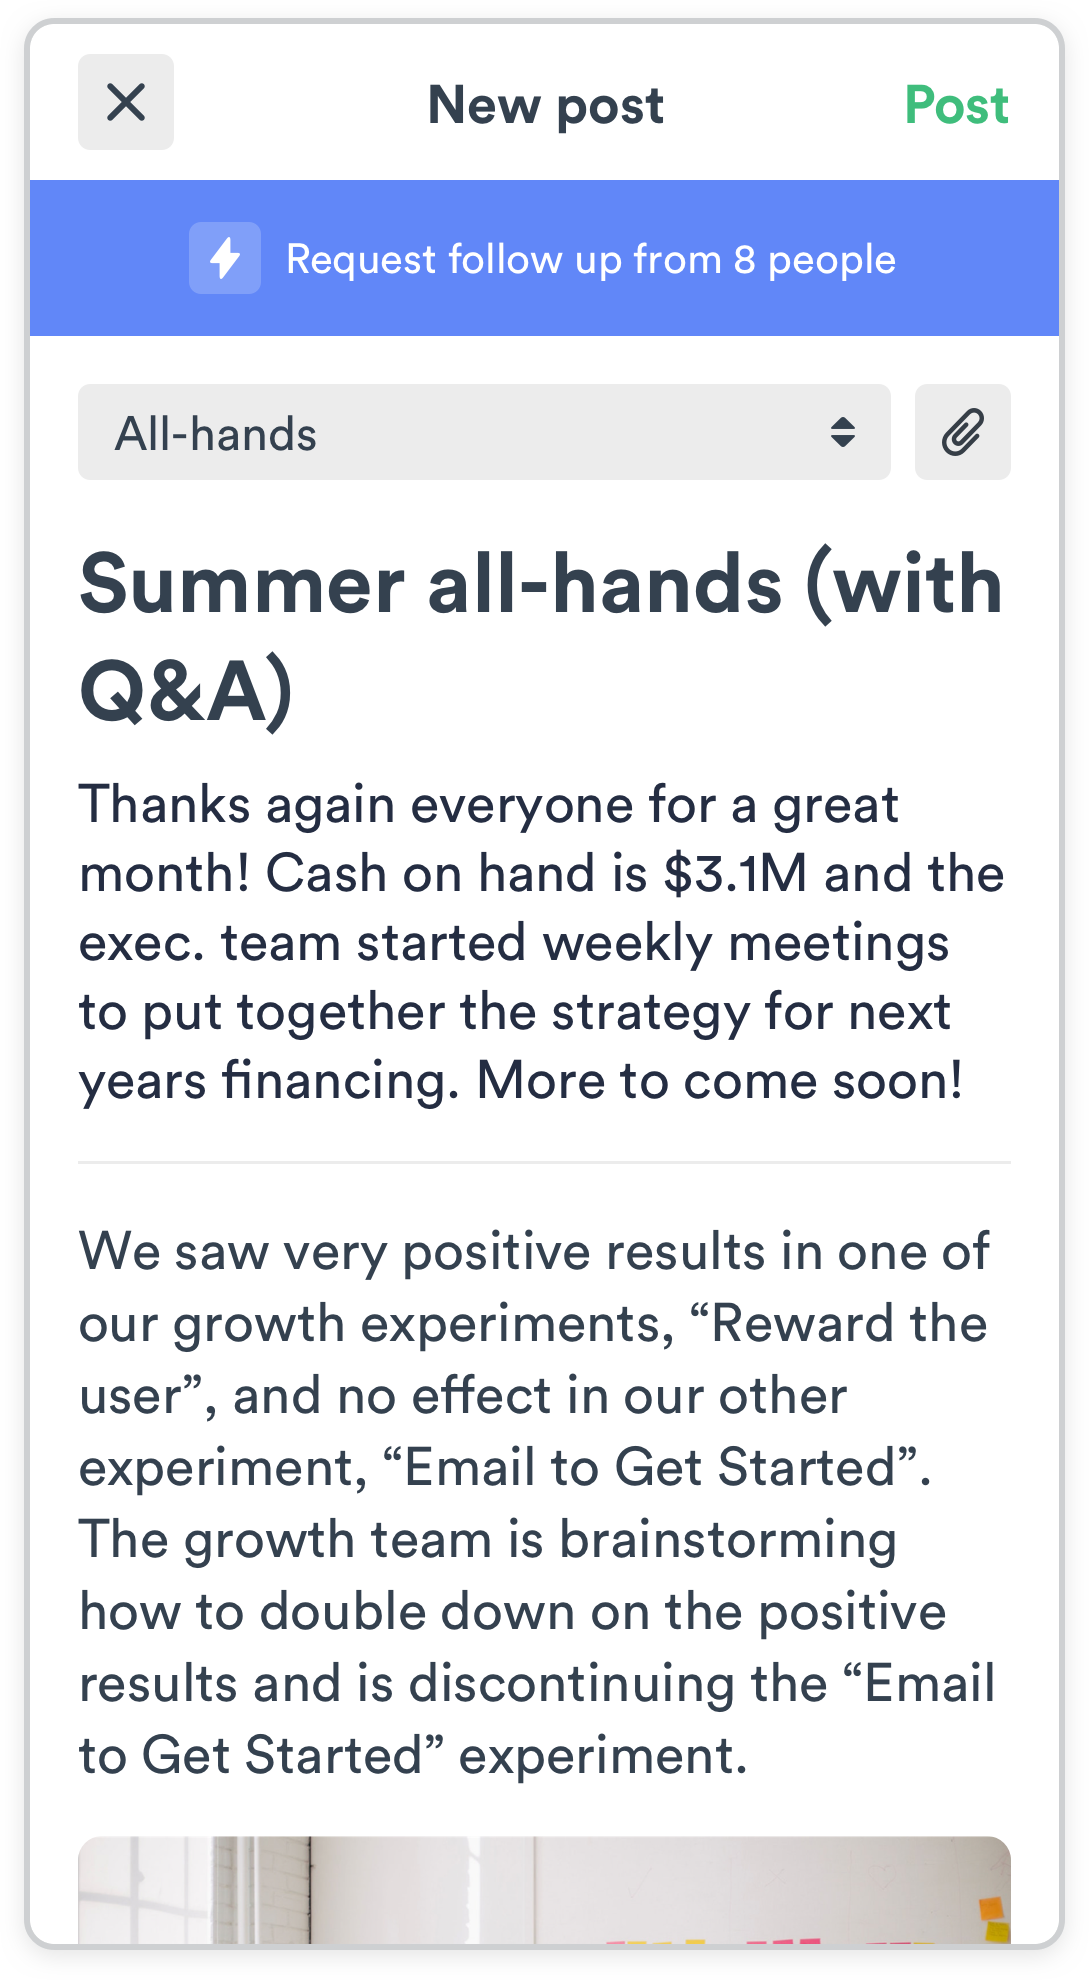 New post
Post
Request follow up from 8 people
All-hands
Summer all-hands (with
Q&A)
Thanks again everyone for a great
month! Cash on hand is $3.1M and the
exec. team started weekly meetings
to put together the strategy for next
years financing. More to come soon!
We saw very positive results in one of
our growth experiments, “Reward the
user”, and no effect in our other
experiment, “Email to Get Started”.
The growth team is brainstorming
how to double down on the positive
results and is discontinuing the “Email
to Get Started” experiment.